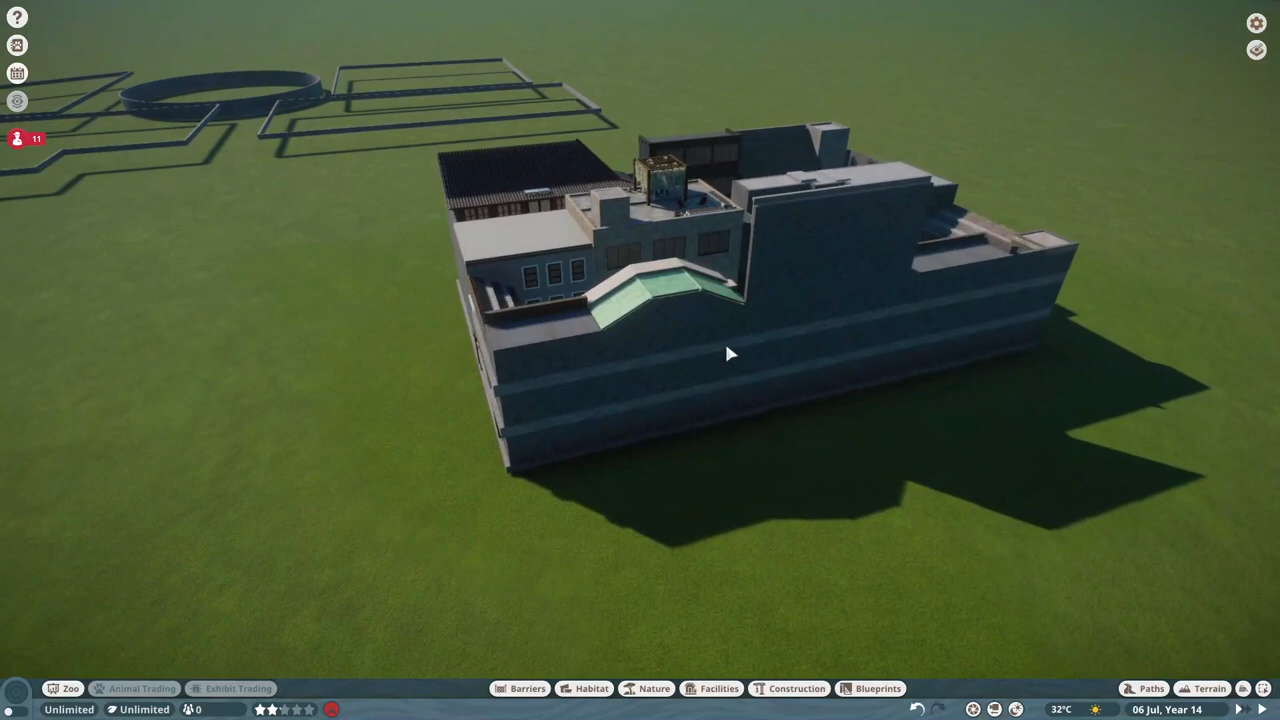 ?
11
Zoo Animal Trading Exhibit Trading Barriers Habitat Nature Facilities Construction Blueprints Paths Terrain
Unlimited Unlimited 0 32°C 06 Jul, Year 14